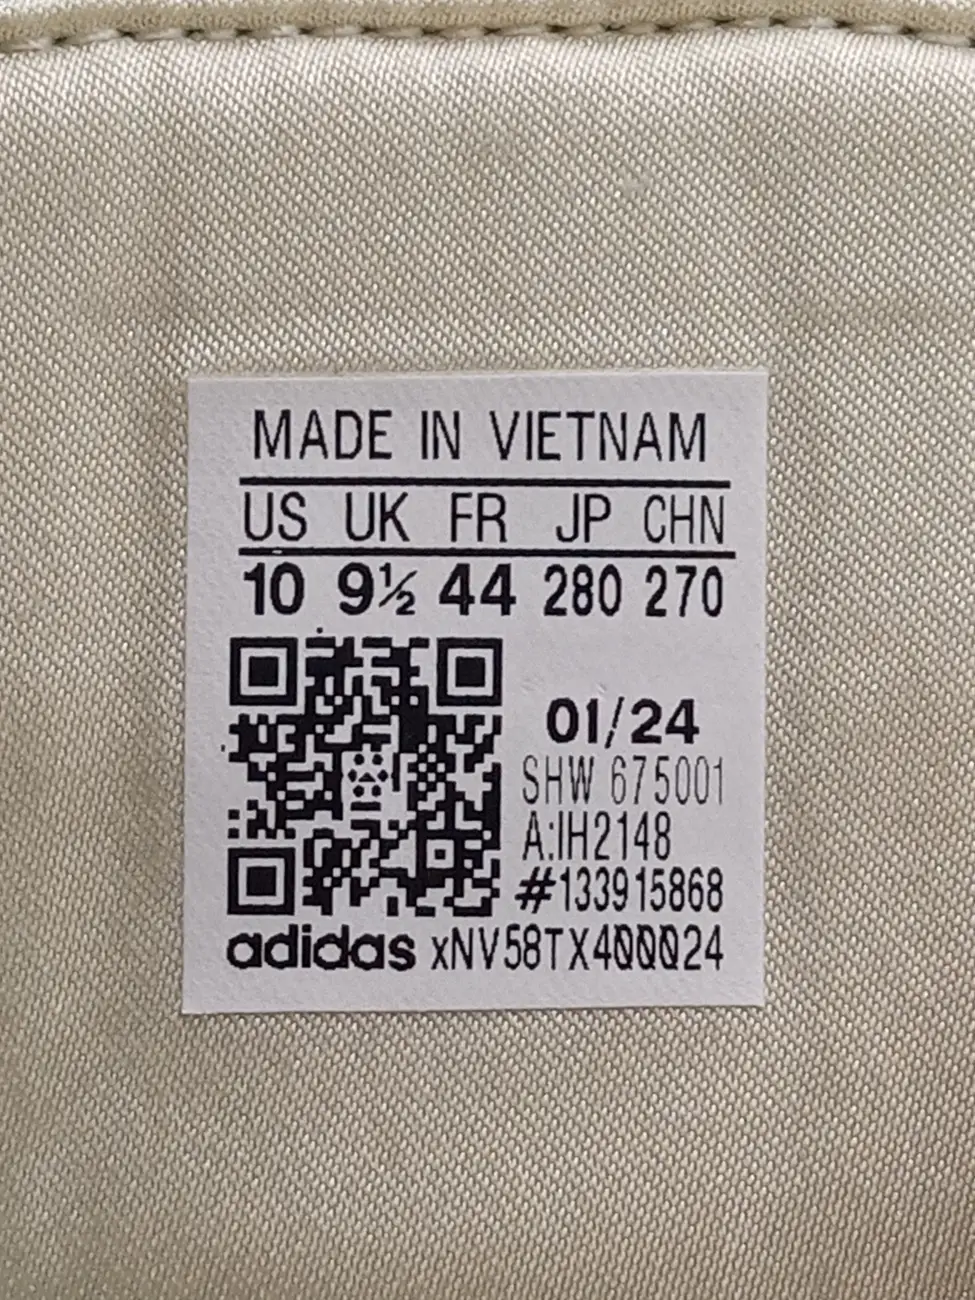 MADE IN VIETNAM
US UK FR JP CHN
10 9½ 44 280 270
01/24
SHW 675001
A:IH2148
#133915868
adidas xNV58TX400024